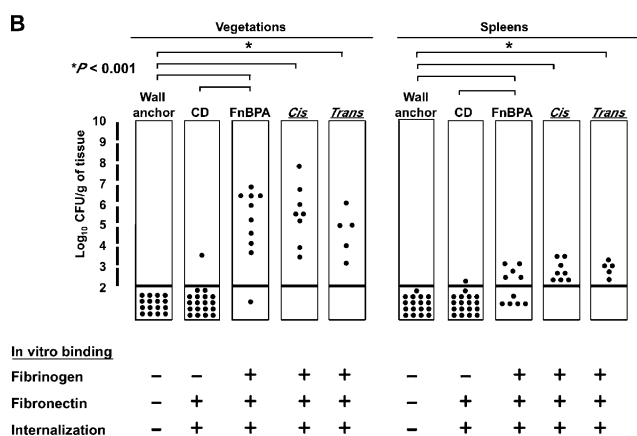 B
Vegetations Spleens
* *
*P < 0.001
Wall anchor CD FnBPA Cis Trans Wall anchor CD FnBPA Cis Trans
Log10 CFU/g of tissue
10
9
8
7
6
5
4
3
2
In vitro binding
Fibrinogen – – + + + – – + + +
Fibronectin – + + + + – + + + +
Internalization – + + + + – + + + +